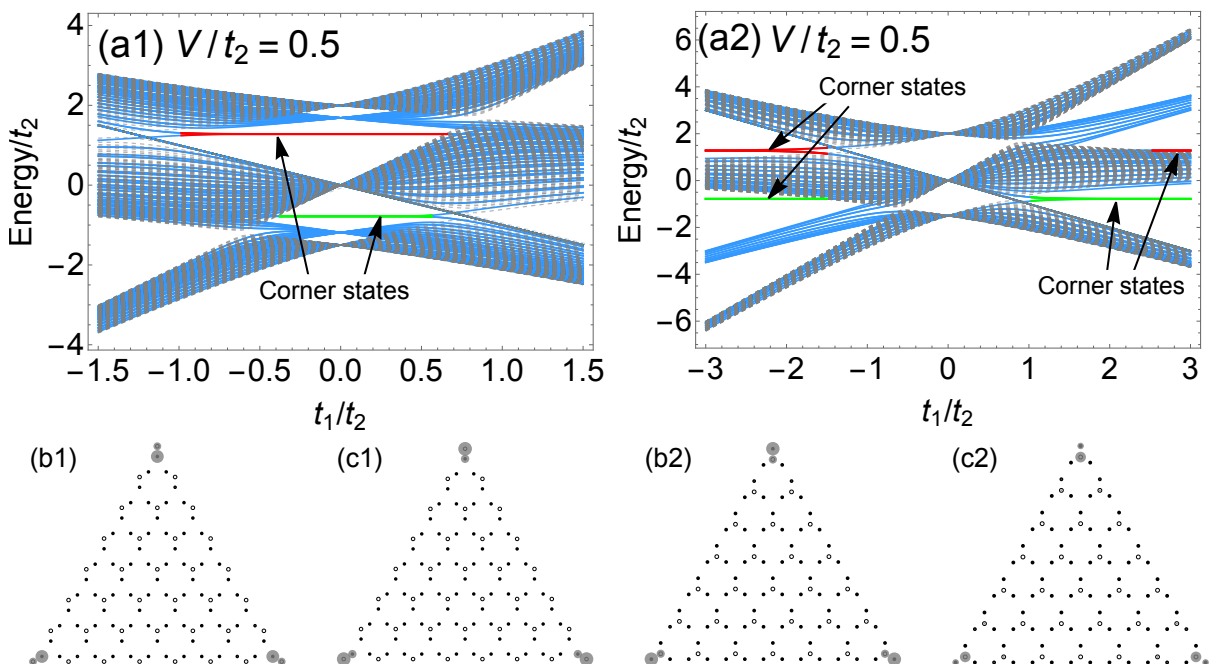 (a1) V/t₂ = 0.5
4
2
0
−2
−4
Energy/t₂
Corner states
−1.5 −1.0 −0.5 0.0 0.5 1.0 1.5
t₁/t₂
(a2) V/t₂ = 0.5
6
4
2
0
−2
−4
−6
Energy/t₂
Corner states
Corner states
−3 −2 −1 0 1 2 3
t₁/t₂
(b1) (c1) (b2) (c2)